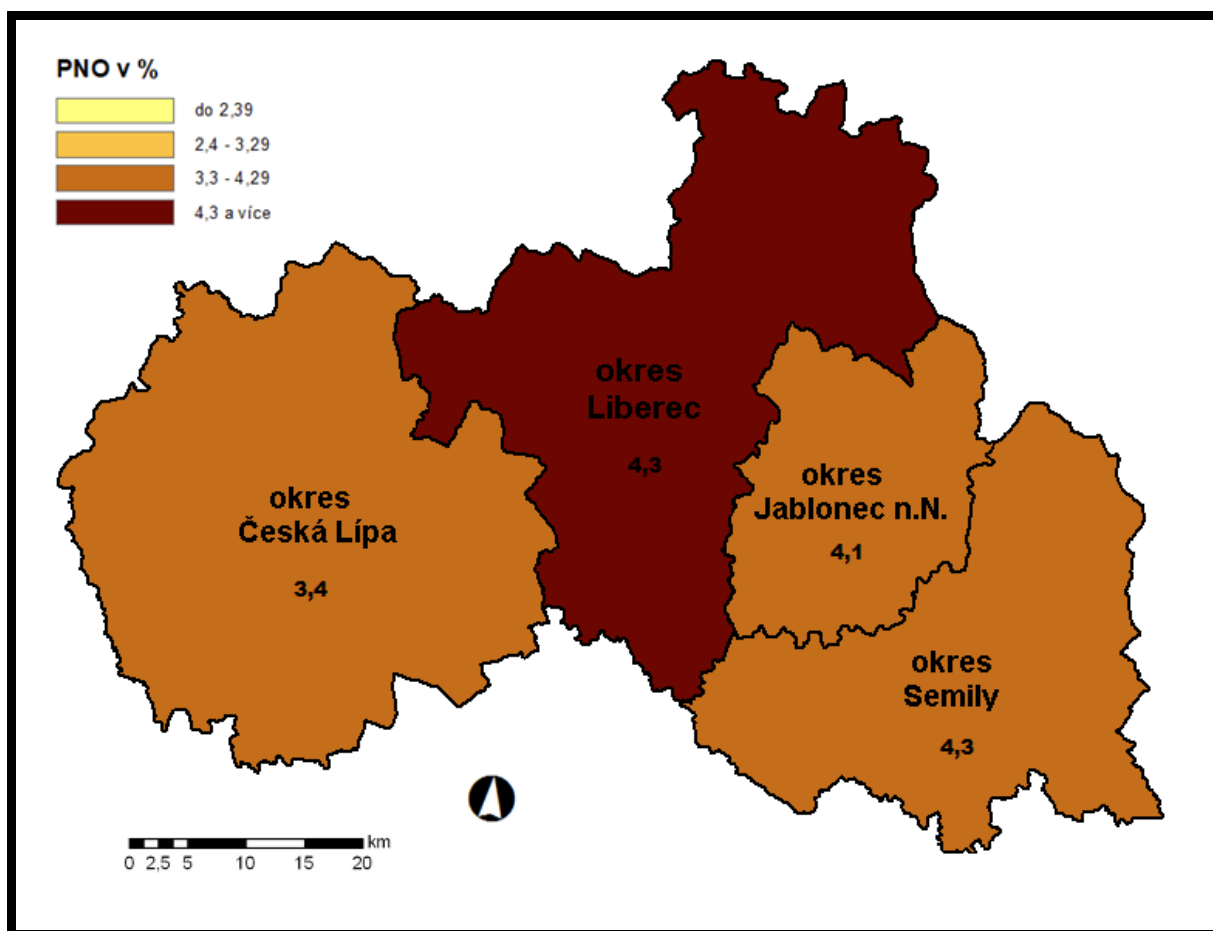 PNO v %
do 2,39
2,4 - 3,29
3,3 - 4,29
4,3 a více
okres
Liberec
4,3
okres
Česká Lípa
3,4
okres
Jablonec n.N.
4,1
okres
Semily
4,3
km
0 2,5 5 10 15 20